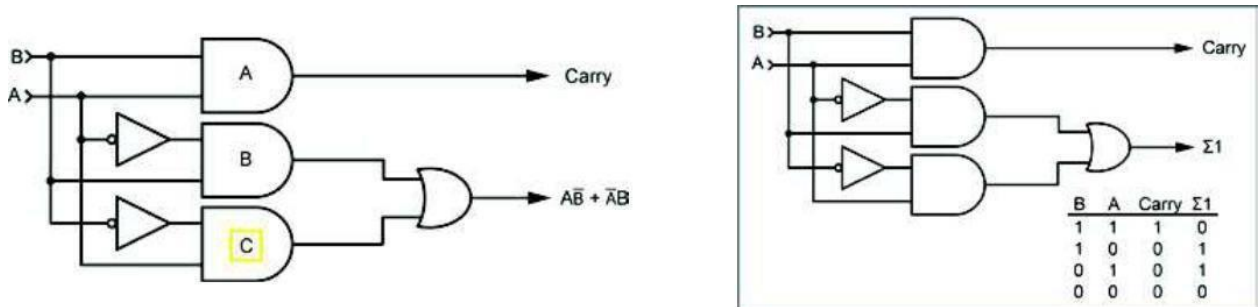 B
A
A
Carry
B
C
AB̅ + A̅B
B
A
Carry
Σ1
B A Carry Σ1
1 1 1 0
1 0 0 1
0 1 0 1
0 0 0 0